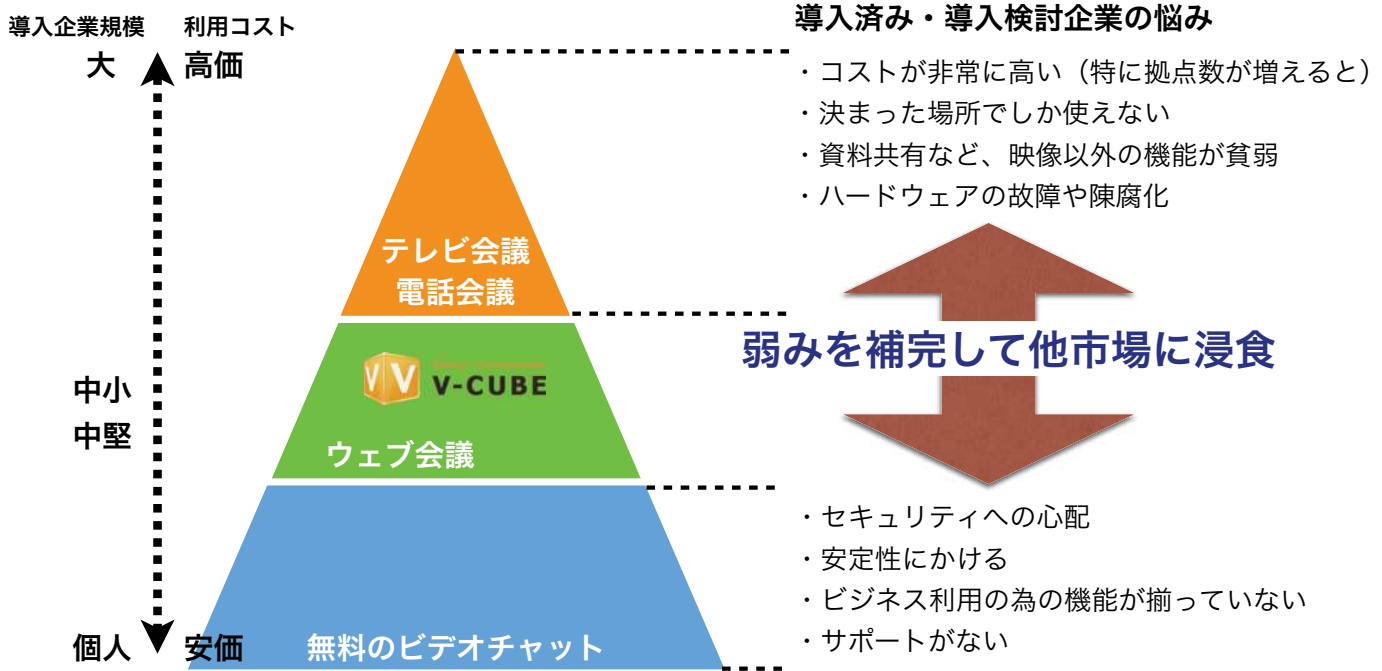 導入企業規模 利用コスト
大 高価
テレビ会議
電話会議
V-CUBE
中小
中堅
ウェブ会議
個人 安価 無料のビデオチャット
導入済み・導入検討企業の悩み
・コストが非常に高い（特に拠点数が増えると）
・決まった場所でしか使えない
・資料共有など、映像以外の機能が貧弱
・ハードウェアの故障や陳腐化
弱みを補完して他市場に浸食
・セキュリティへの心配
・安定性にかける
・ビジネス利用の為の機能が揃っていない
・サポートがない